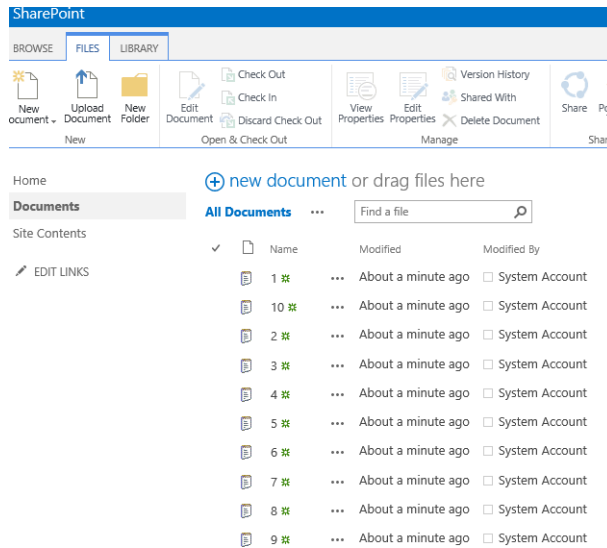 SharePoint
BROWSE FILES LIBRARY
New
ocument
Upload
Document
New
Folder
New
Edit
Document
Check Out
Check In
Discard Check Out
Open & Check Out
View
Properties
Edit
Properties
Version History
Shared With
Delete Document
Manage
Share
Po
Shar
Home
Documents
Site Contents
EDIT LINKS
new document or drag files here
All Documents ...
Find a file
Name Modified Modified By
1 ... About a minute ago System Account
10 ... About a minute ago System Account
2 ... About a minute ago System Account
3 ... About a minute ago System Account
4 ... About a minute ago System Account
5 ... About a minute ago System Account
6 ... About a minute ago System Account
7 ... About a minute ago System Account
8 ... About a minute ago System Account
9 ... About a minute ago System Account